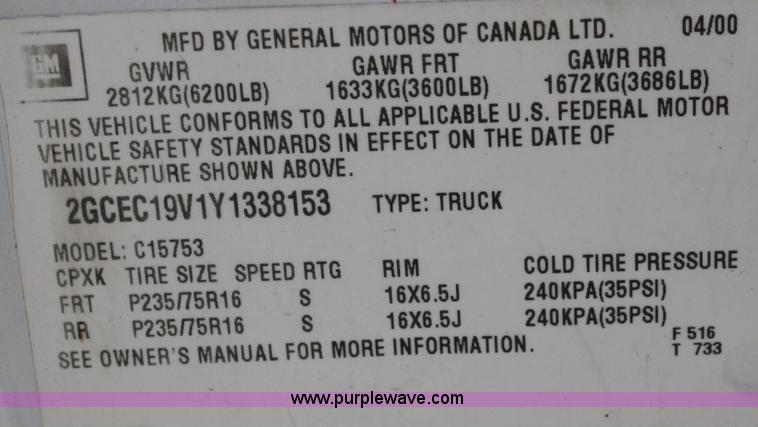 GM
MFD BY GENERAL MOTORS OF CANADA LTD. 04/00
GVWR GAWR FRT GAWR RR
2812KG(6200LB) 1633KG(3600LB) 1672KG(3686LB)
THIS VEHICLE CONFORMS TO ALL APPLICABLE U.S. FEDERAL MOTOR
VEHICLE SAFETY STANDARDS IN EFFECT ON THE DATE OF
MANUFACTURE SHOWN ABOVE.
2GCEC19V1Y1338153 TYPE: TRUCK
MODEL: C15753
CPXK TIRE SIZE SPEED RTG RIM COLD TIRE PRESSURE
FRT P235/75R16 S 16X6.5J 240KPA(35PSI)
RR P235/75R16 S 16X6.5J 240KPA(35PSI)
SEE OWNER'S MANUAL FOR MORE INFORMATION. F 516
T 733
www.purplewave.com